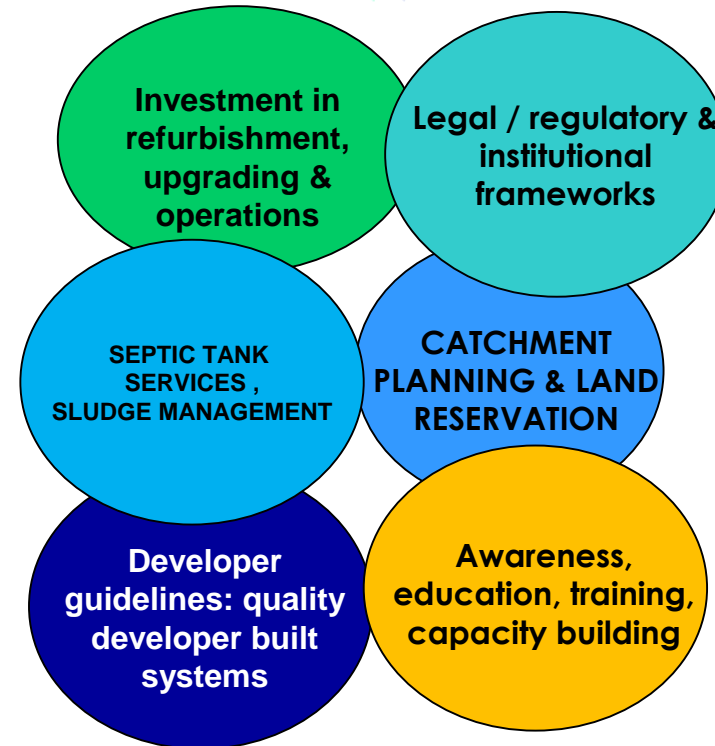 Investment in
refurbishment,
upgrading &
operations
Legal / regulatory &
institutional
frameworks
SEPTIC TANK
SERVICES ,
SLUDGE MANAGEMENT
CATCHMENT
PLANNING & LAND
RESERVATION
Developer
guidelines: quality
developer built
systems
Awareness,
education, training,
capacity building